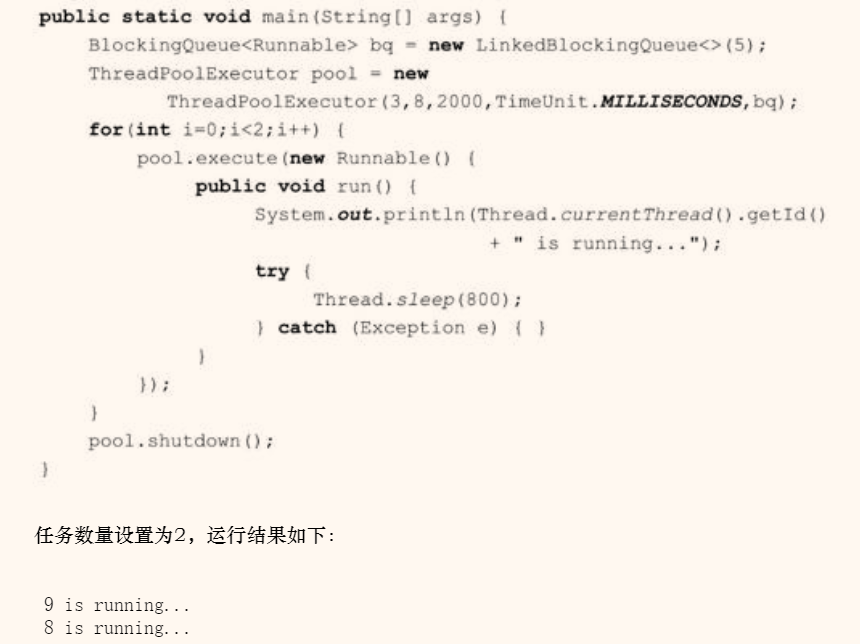 public static void main(String[] args) {
BlockingQueue<Runnable> bq = new LinkedBlockingQueue<>(5);
ThreadPoolExecutor pool = new
ThreadPoolExecutor(3,8,2000,TimeUnit.MILLISECONDS,bq);
for(int i=0;i<2;i++) {
pool.execute(new Runnable() {
public void run() {
System.out.println(Thread.currentThread().getId()
+ " is running...");
try {
Thread.sleep(800);
} catch (Exception e) { }
}
});
}
pool.shutdown();
}
任务数量设置为2，运行结果如下：
9 is running...
8 is running...